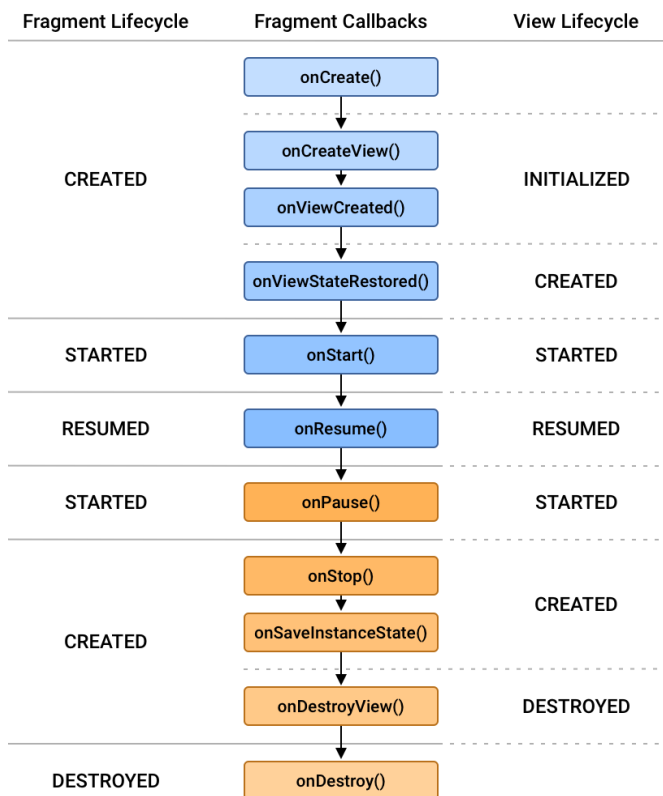 Fragment Lifecycle Fragment Callbacks View Lifecycle
onCreate()
onCreateView()
CREATED INITIALIZED
onViewCreated()
onViewStateRestored() CREATED
STARTED onStart() STARTED
RESUMED onResume() RESUMED
STARTED onPause() STARTED
onStop()
CREATED
onSaveInstanceState()
CREATED
onDestroyView() DESTROYED
DESTROYED onDestroy()